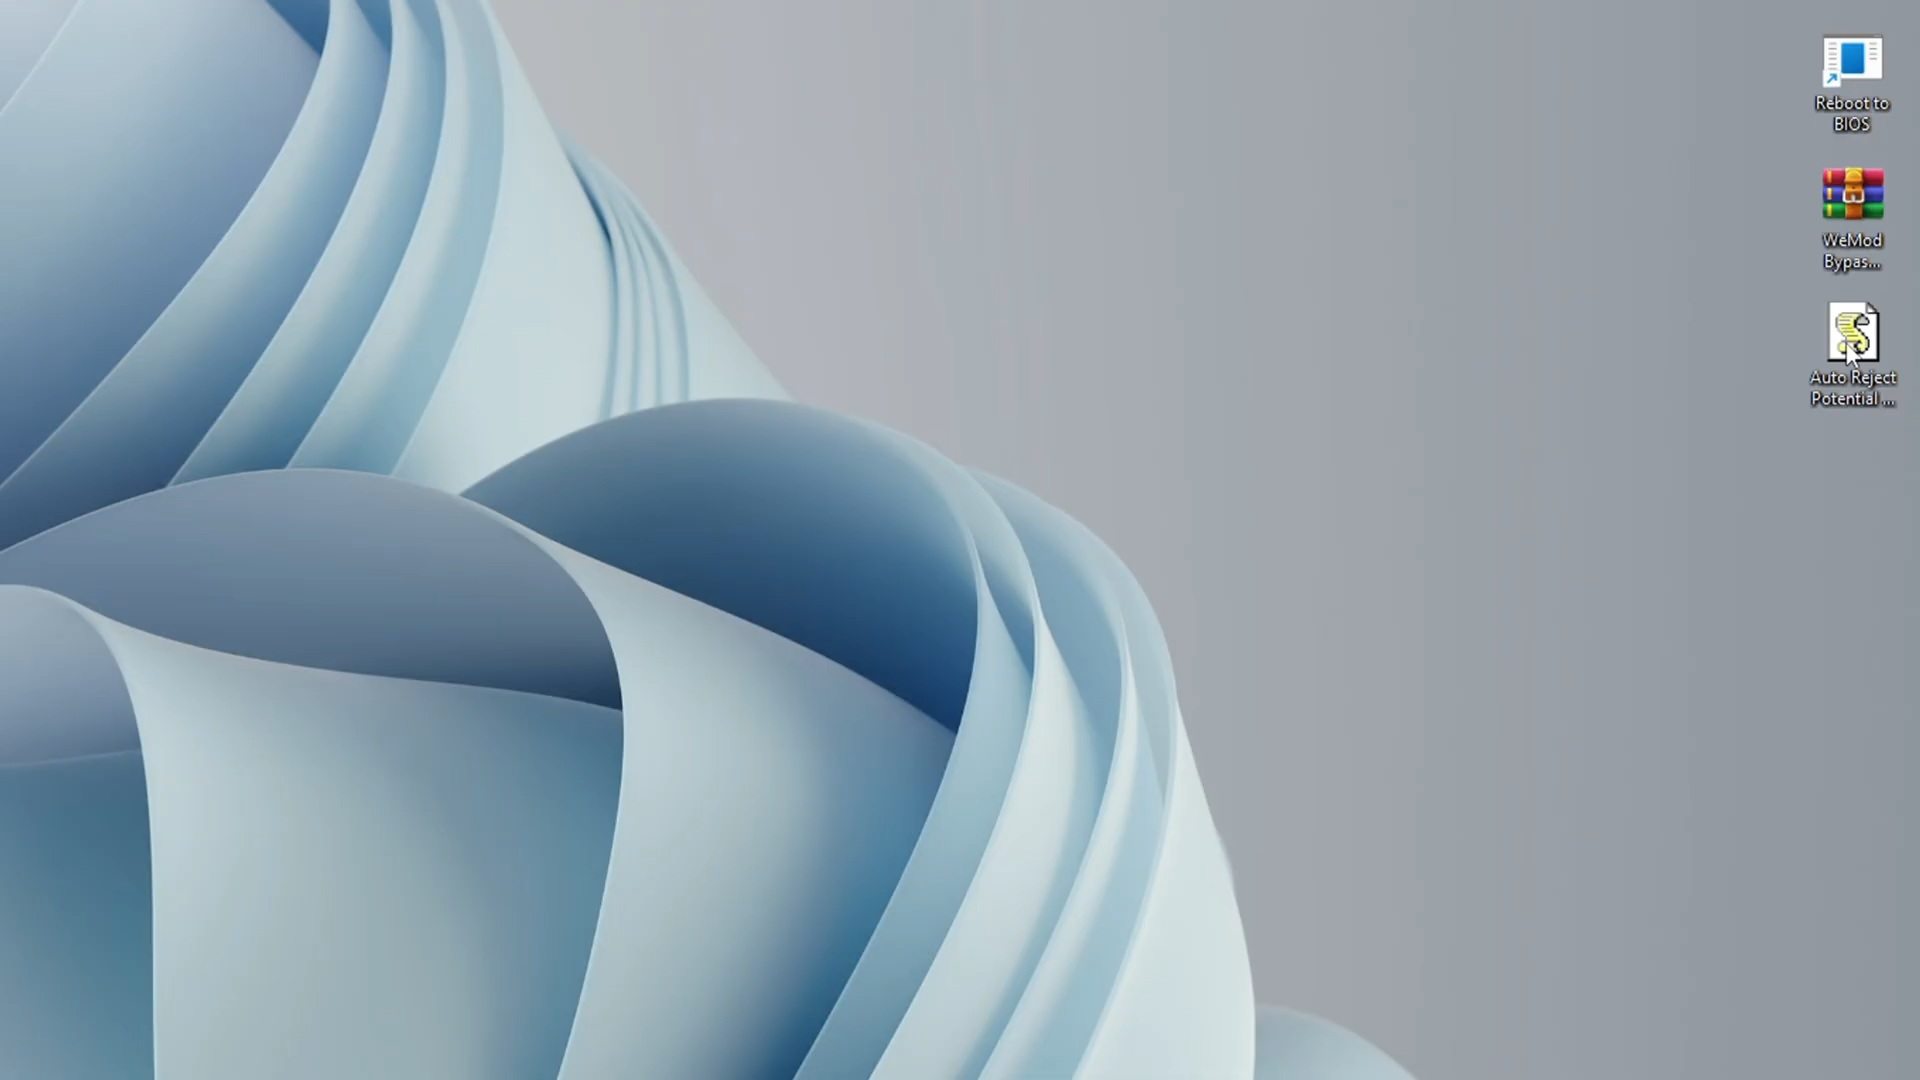 Reboot to
BIOS
WeMod
Bypas...
Auto Reject
Potential ...